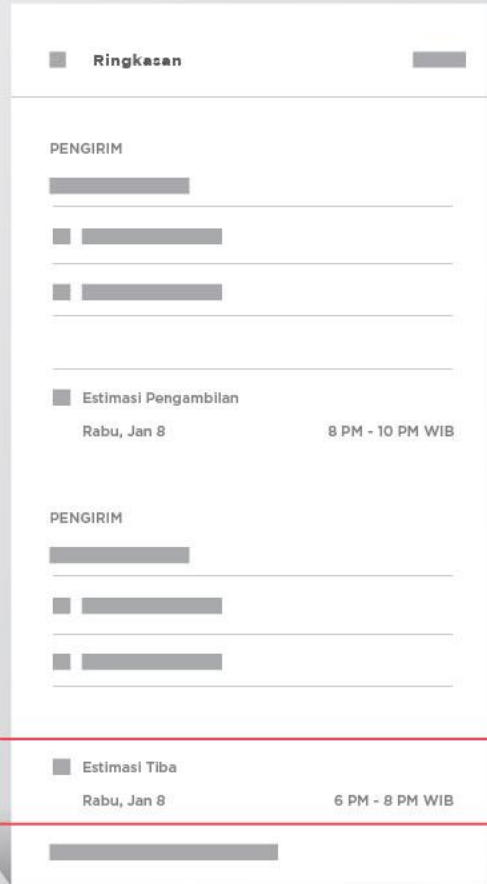 Ringkasan
PENGIRIM
Estimasi Pengambilan
Rabu, Jan 8 8 PM - 10 PM WIB
PENGIRIM
Estimasi Tiba
Rabu, Jan 8 6 PM - 8 PM WIB